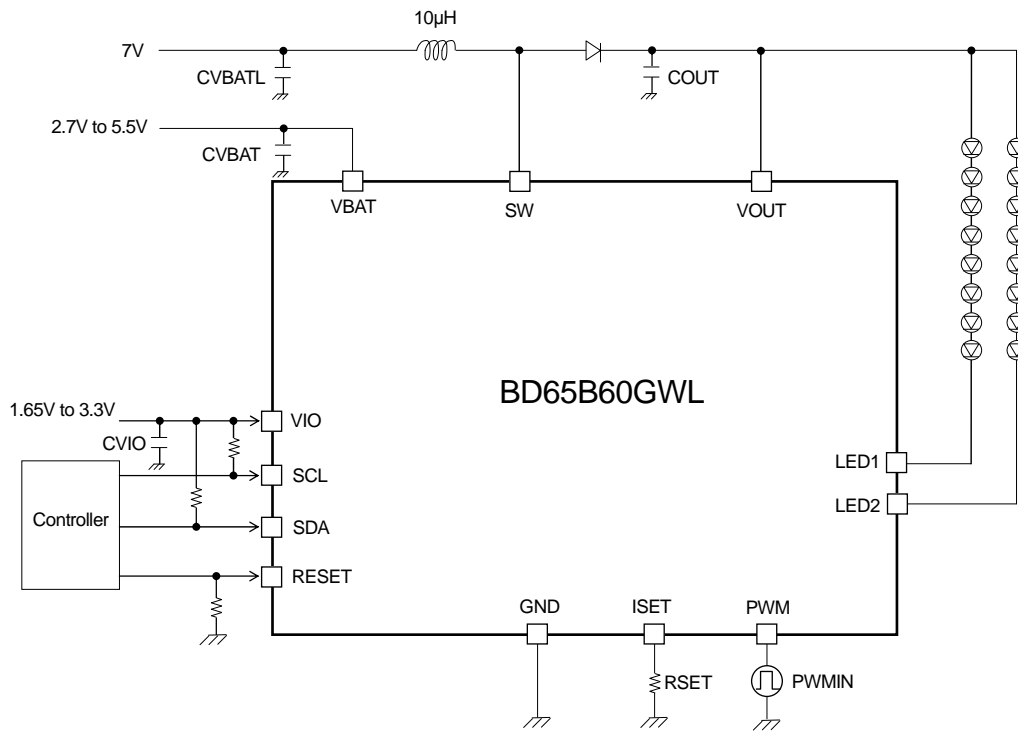 10µH
7V
CVBATL
COUT
2.7V to 5.5V
CVBAT
VBAT
SW
VOUT
BD65B60GWL
1.65V to 3.3V
VIO
CVIO
SCL
LED1
LED2
Controller
SDA
RESET
GND
ISET
PWM
RSET
PWMIN